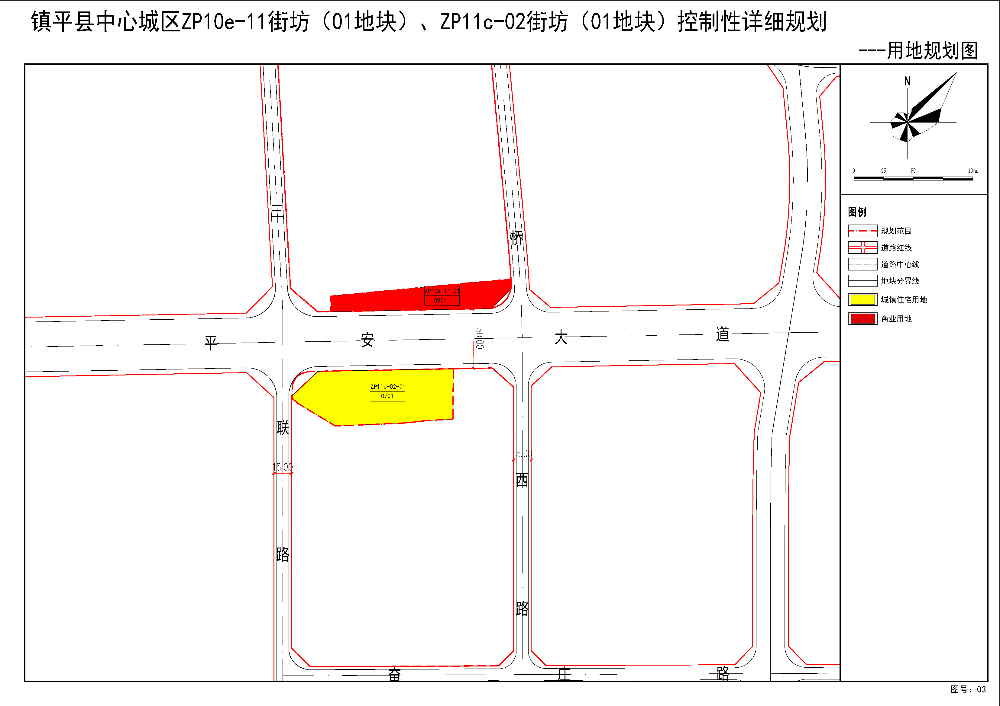 镇平县中心城区ZP10e-11街坊（01地块）、ZP11c-02街坊（01地块）控制性详细规划
---用地规划图
N
0 25 50 100m
图例
规划范围
道路红线
道路中心线
地块分界线
城镇住宅用地
商业用地
三
桥
ZP10e-11-01
0901
平 安 大 道
50.00
ZP11c-02-01
0701
联
15.00
路
5.00
西
路
奋 庄 路
图号：03